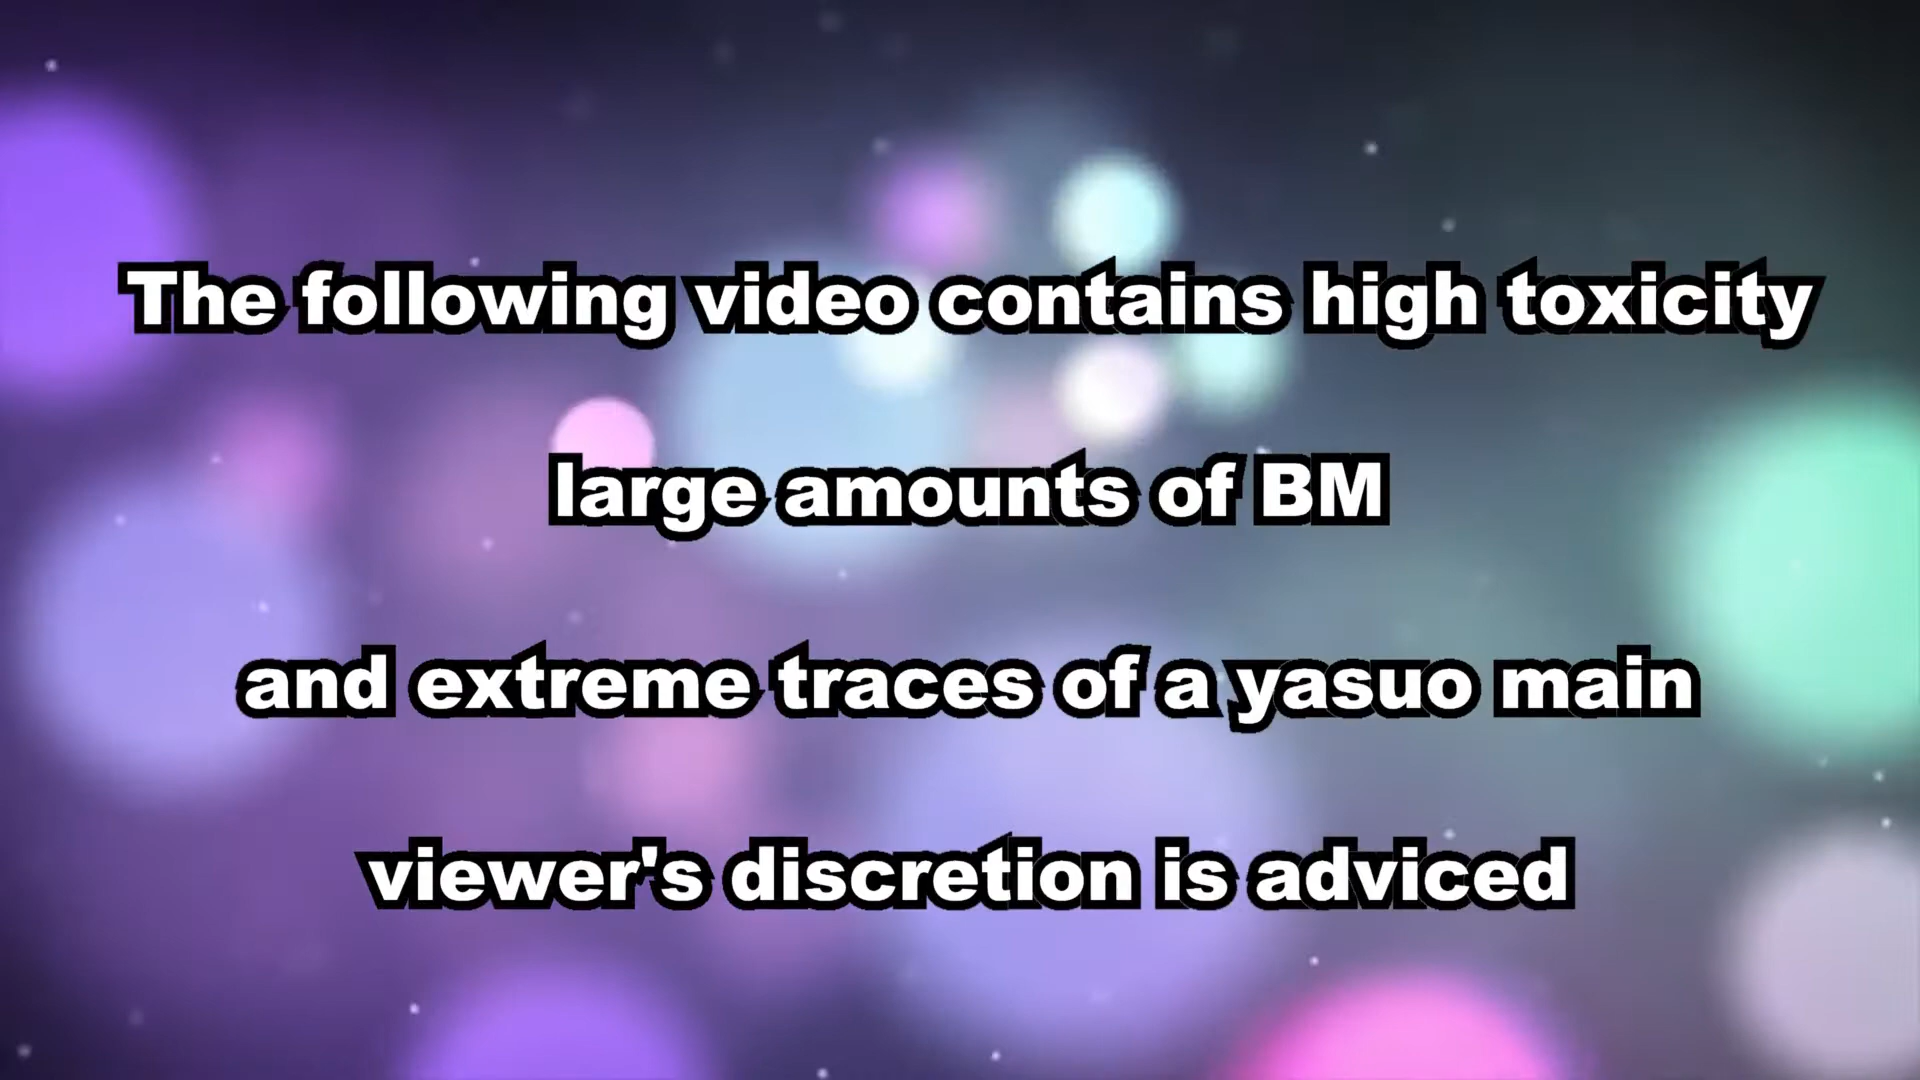 The following video contains high toxicity
large amounts of BM
and extreme traces of a yasuo main
viewer's discretion is adviced